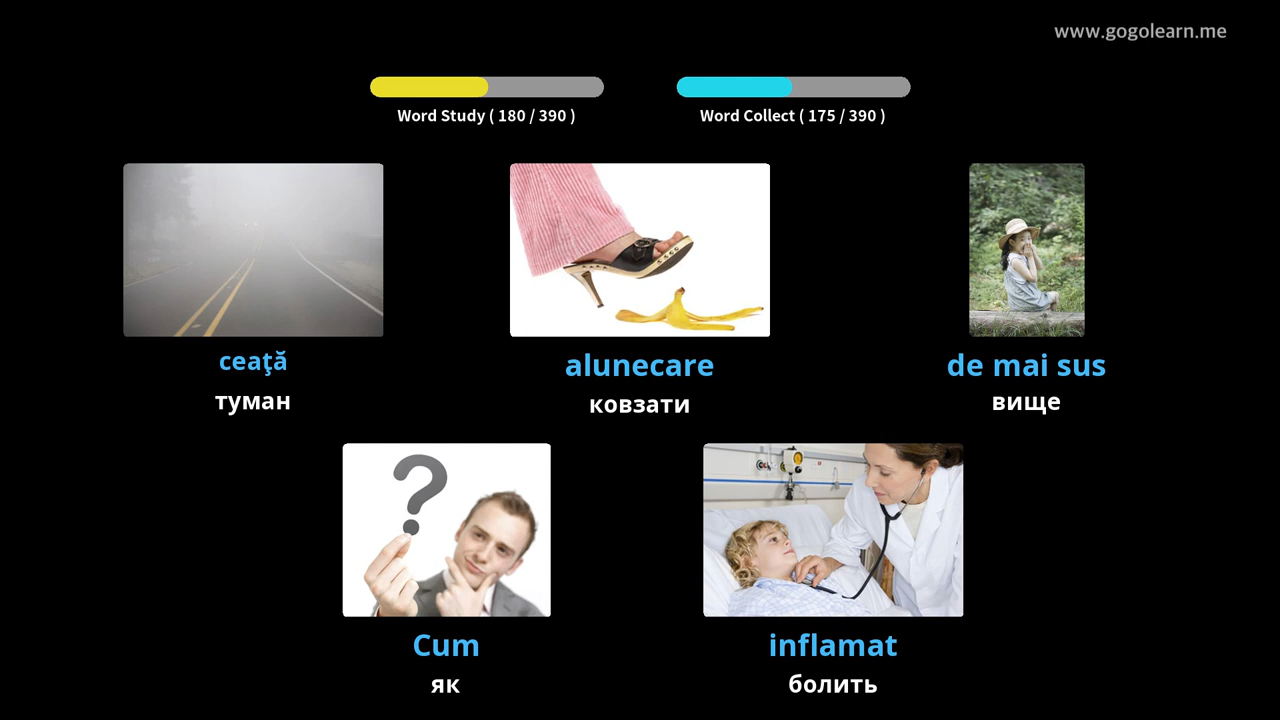 www.gogolearn.me
Word Study ( 180 / 390 )
Word Collect ( 175 / 390 )
ceaţă
туман
alunecare
ковзати
de mai sus
вище
Cum
як
inflamat
болить